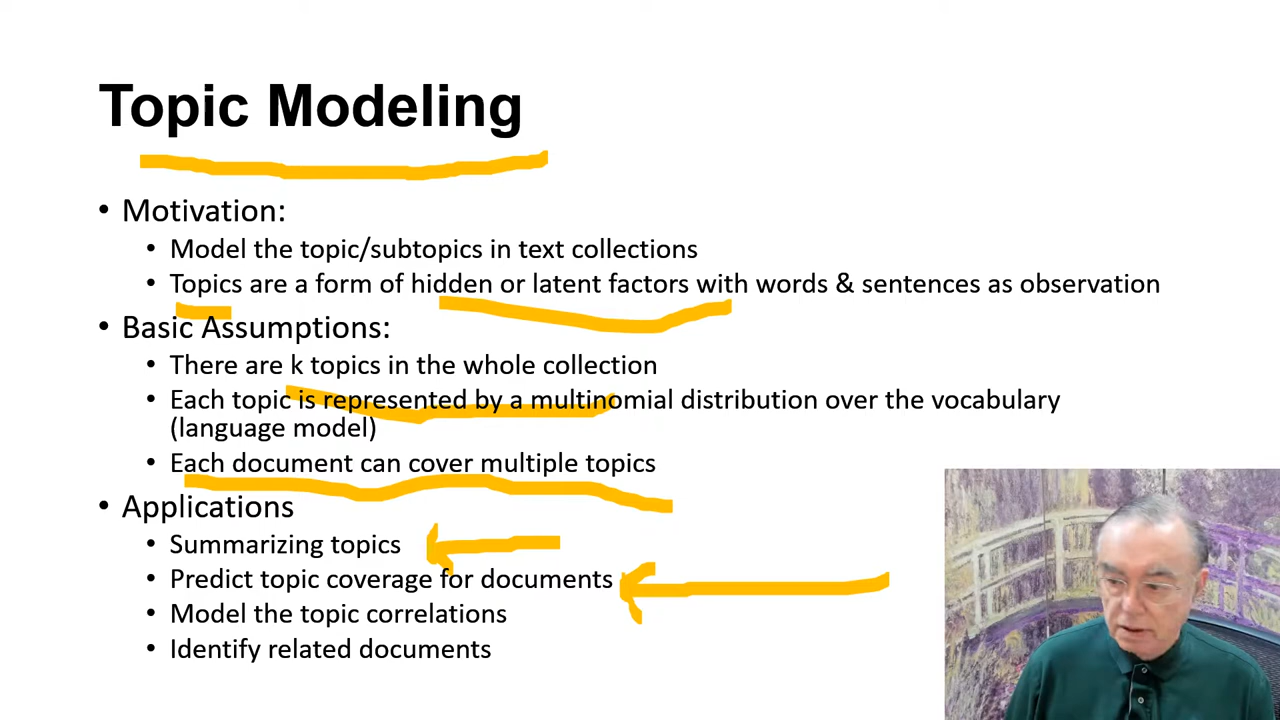 Topic Modeling
• Motivation:
• Model the topic/subtopics in text collections
• Topics are a form of hidden or latent factors with words & sentences as observation
• Basic Assumptions:
• There are k topics in the whole collection
• Each topic is represented by a multinomial distribution over the vocabulary
(language model)
• Each document can cover multiple topics
• Applications
• Summarizing topics
• Predict topic coverage for documents
• Model the topic correlations
• Identify related documents